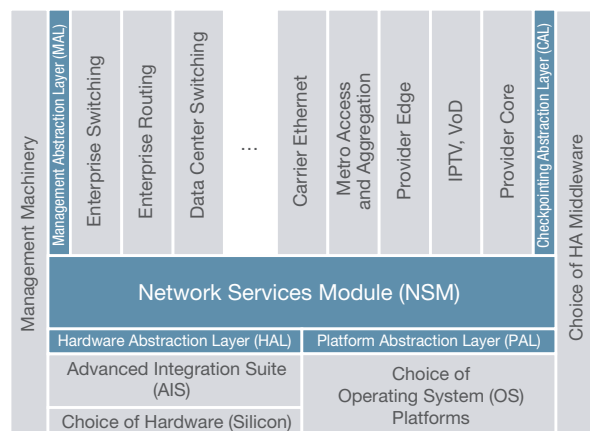 Management Machinery
Management Abstraction Layer (MAL)
Enterprise Switching
Enterprise Routing
Data Center Switching
...
Carrier Ethernet
Metro Access
and Aggregation
Provider Edge
IPTV, VoD
Provider Core
Checkpointing Abstraction Layer (CAL)
Choice of HA Middleware
Network Services Module (NSM)
Hardware Abstraction Layer (HAL)
Platform Abstraction Layer (PAL)
Advanced Integration Suite
(AIS)
Choice of Hardware (Silicon)
Choice of
Operating System (OS)
Platforms